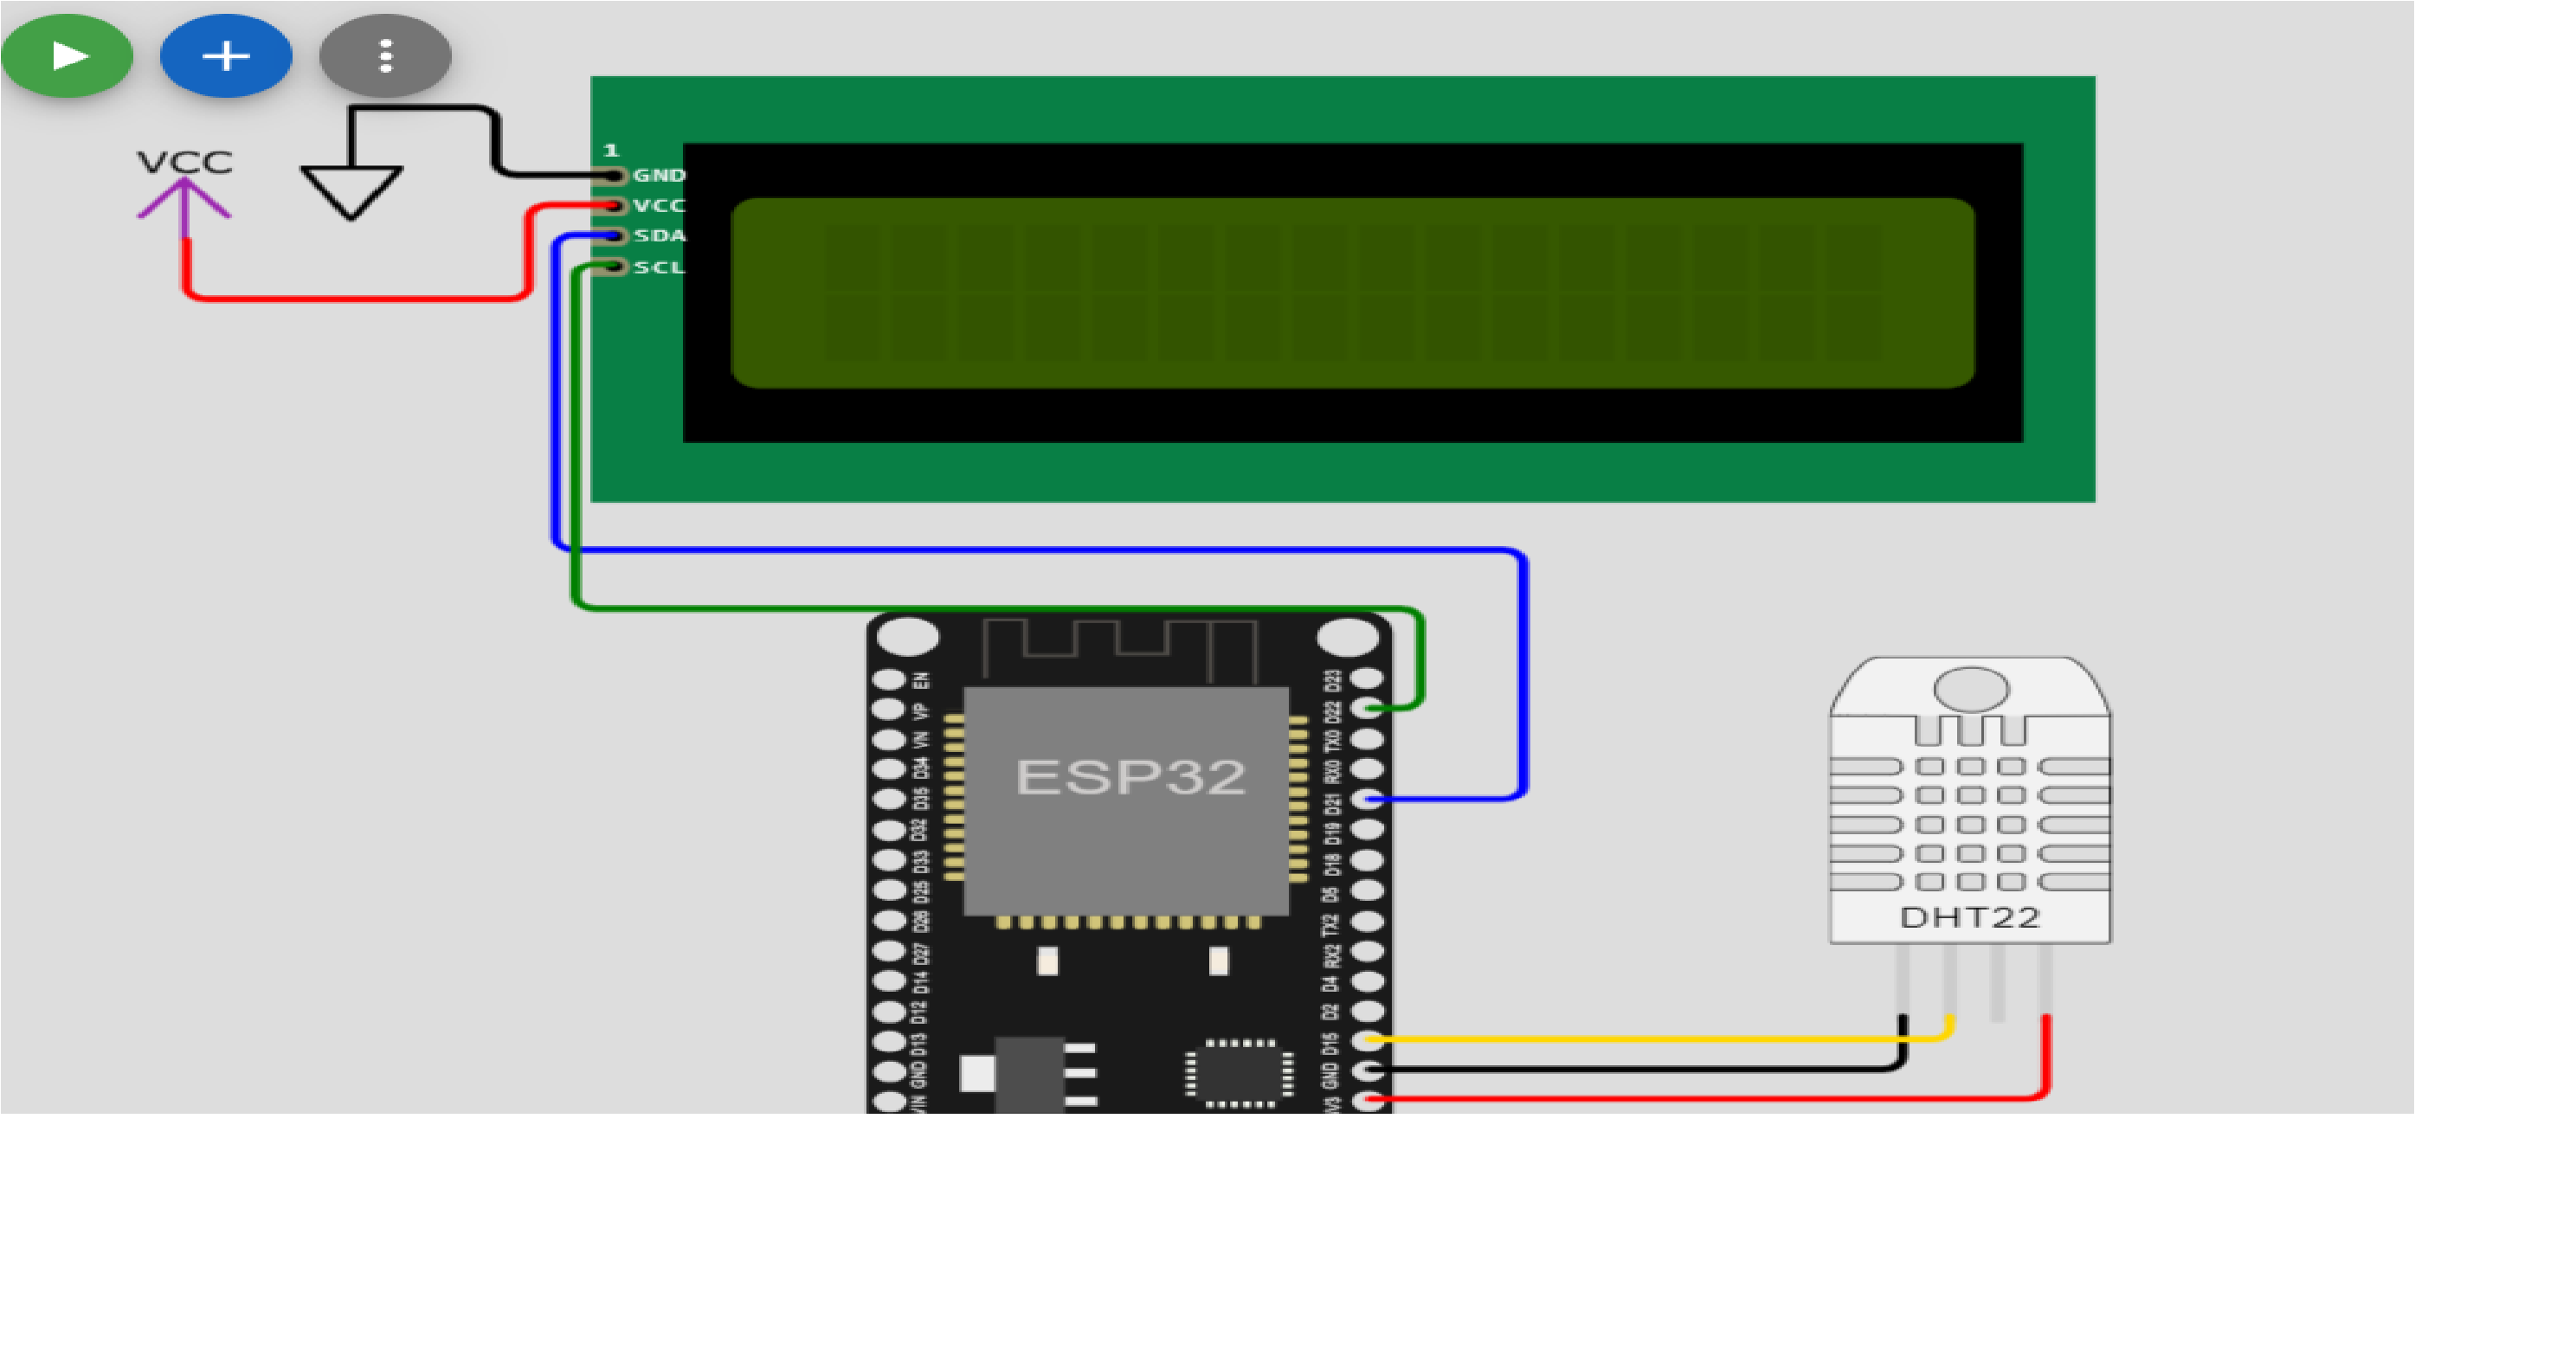 VCC
1
GND
VCC
SDA
SCL
ESP32
EN
VP
VN
D34
D35
D32
D33
D25
D26
D27
D14
D12
D13
GND
VIN
D23
D22
TX0
RX0
D21
D19
D18
D5
TX2
RX2
D4
D2
D15
GND
V3
DHT22